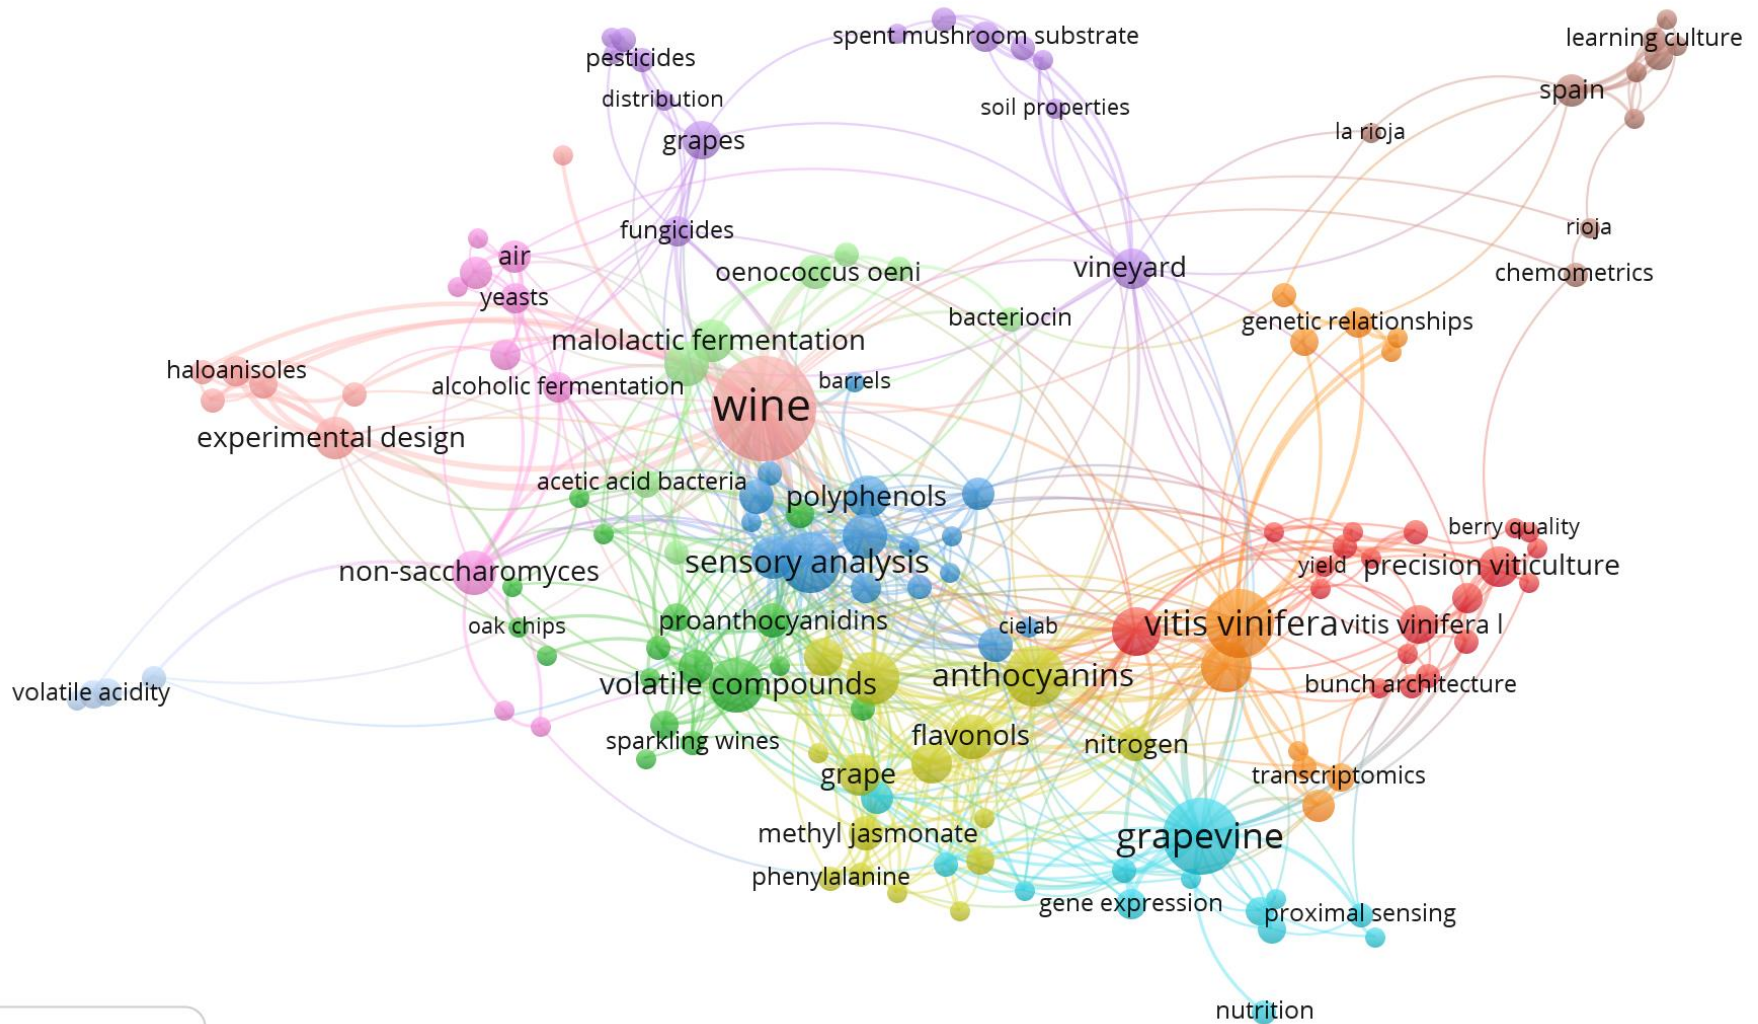 learning culture
spent mushroom substrate
pesticides
spain
distribution
soil properties
la rioja
grapes
rioja
fungicides
air
vineyard
oenococcus oeni
chemometrics
yeasts
bacteriocin
genetic relationships
malolactic fermentation
haloanisoles
barrels
alcoholic fermentation
wine
experimental design
acetic acid bacteria
polyphenols
berry quality
sensory analysis
yield
precision viticulture
non-saccharomyces
proanthocyanidins
oak chips
cielab
vitis vinifera
vitis vinifera l
anthocyanins
volatile compounds
bunch architecture
volatile acidity
flavonols
sparkling wines
nitrogen
grape
transcriptomics
methyl jasmonate
grapevine
phenylalanine
gene expression
proximal sensing
nutrition